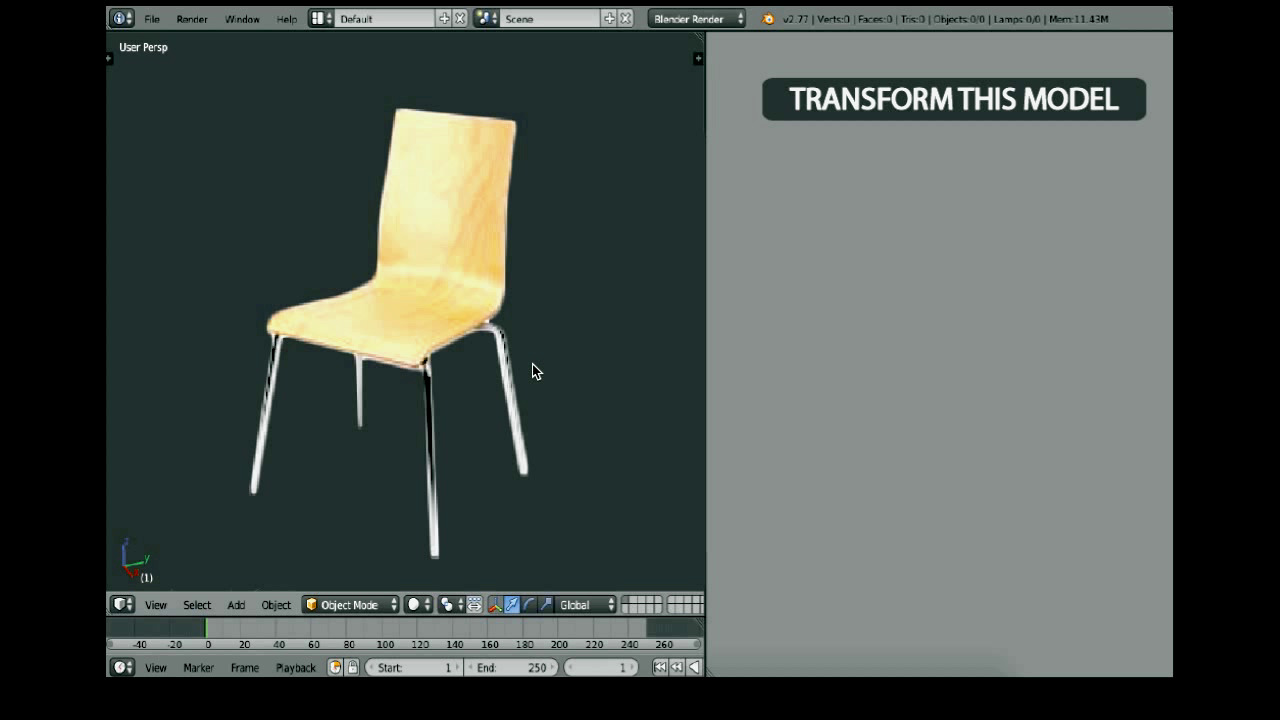 File Render Window Help Default Scene Blender Render v2.77 | Verts:0 | Faces:0 | Tris:0 | Objects:0/0 | Lamps:0/0 | Mem:11.43M
User Persp
TRANSFORM THIS MODEL
z
y
x
(1)
View Select Add Object Object Mode Global
-40 -20 0 20 40 60 80 100 120 140 160 180 200 220 240 260
View Marker Frame Playback Start: 1 End: 250 1